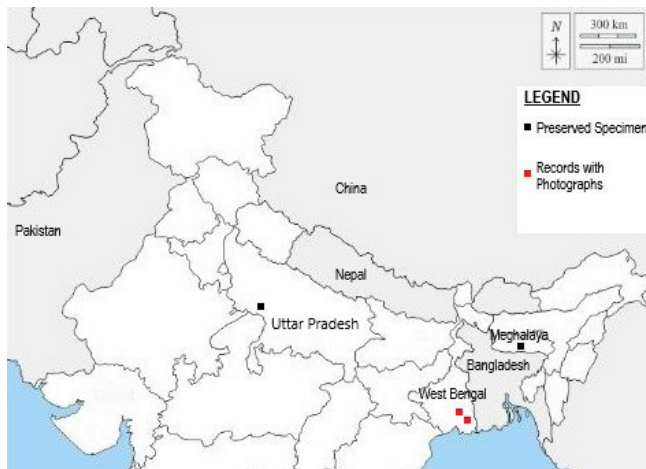 N
300 km
200 mi
LEGEND
Preserved Specimen
Records with
Photographs
China
Pakistan
Nepal
Uttar Pradesh
Meghalaya
Bangladesh
West Bengal